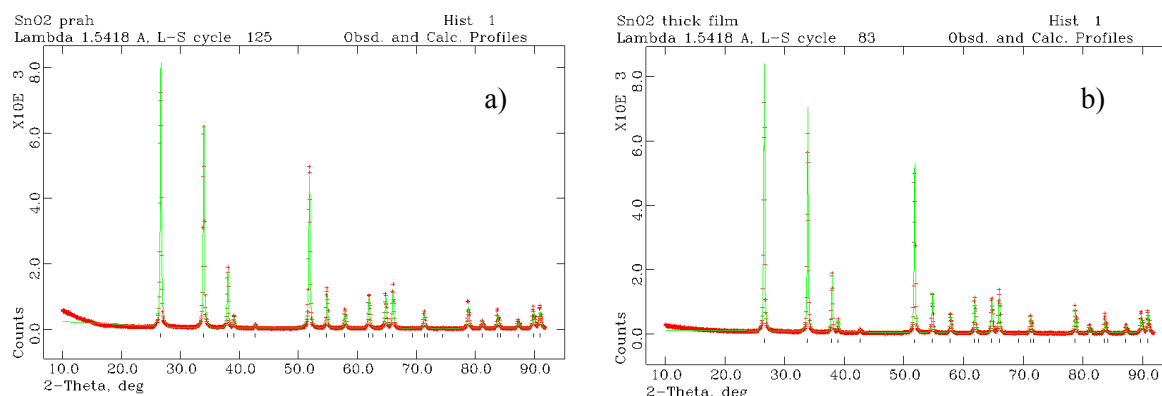 SnO2 prah Hist 1
Lambda 1.5418 A, L-S cycle 125 Obsd. and Calc. Profiles
a)
X10E 3
8.0
6.0
4.0
2.0
0.0
Counts
10.0 20.0 30.0 40.0 50.0 60.0 70.0 80.0 90.0
2-Theta, deg
SnO2 thick film Hist 1
Lambda 1.5418 A, L-S cycle 83 Obsd. and Calc. Profiles
b)
X10E 3
8.0
6.0
4.0
2.0
0.0
Counts
10.0 20.0 30.0 40.0 50.0 60.0 70.0 80.0 90.0
2-Theta, deg